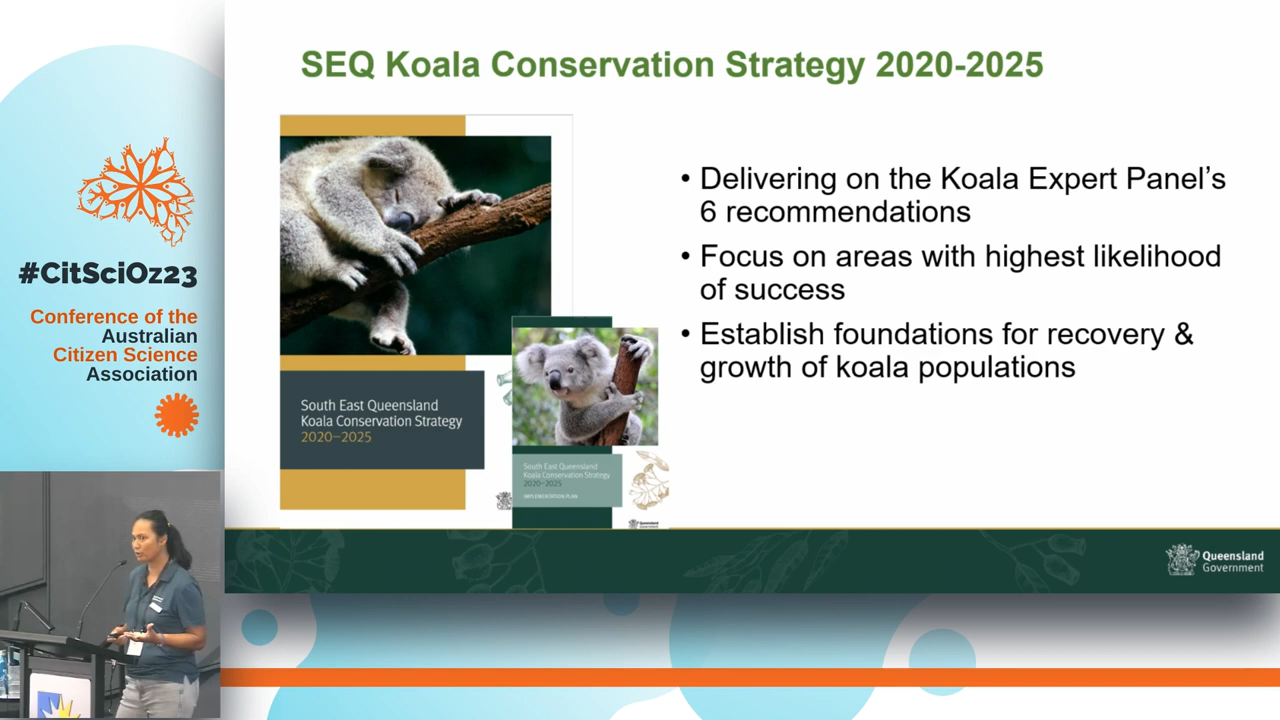 SEQ Koala Conservation Strategy 2020-2025
#CitSciOz23
Conference of the
Australian
Citizen Science
Association
• Delivering on the Koala Expert Panel’s
6 recommendations
• Focus on areas with highest likelihood
of success
• Establish foundations for recovery &
growth of koala populations
South East Queensland
Koala Conservation Strategy
2020–2025
South East Queensland
Koala Conservation Strategy
2020–2025
IMPLEMENTATION PLAN
Queensland
Government
Queensland
Government